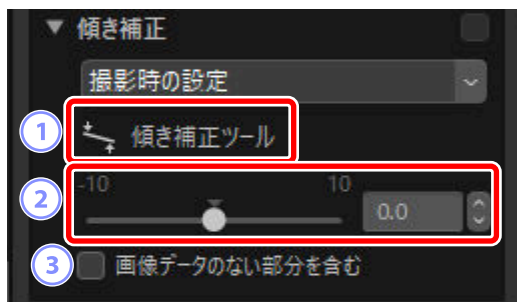 ▼ 傾き補正
撮影時の設定
1 傾き補正ツール
2 -10 10 0.0
3 画像データのない部分を含む